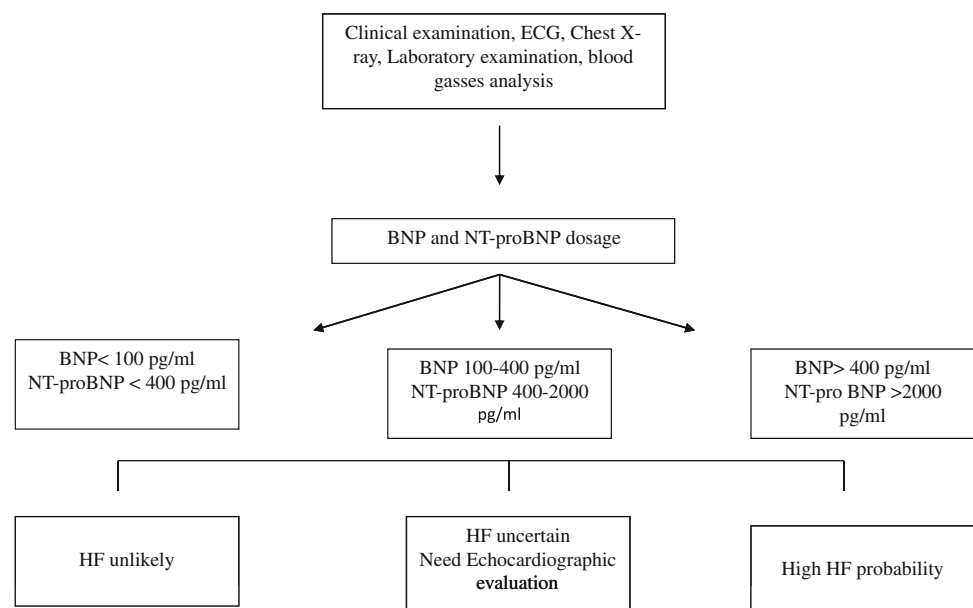 Clinical examination, ECG, Chest X-
ray, Laboratory examination, blood
gasses analysis
BNP and NT-proBNP dosage
BNP< 100 pg/ml
NT-proBNP < 400 pg/ml
BNP 100-400 pg/ml
NT-proBNP 400-2000
pg/ml
BNP> 400 pg/ml
NT-pro BNP >2000
pg/ml
HF unlikely
HF uncertain
Need Echocardiographic
evaluation
High HF probability